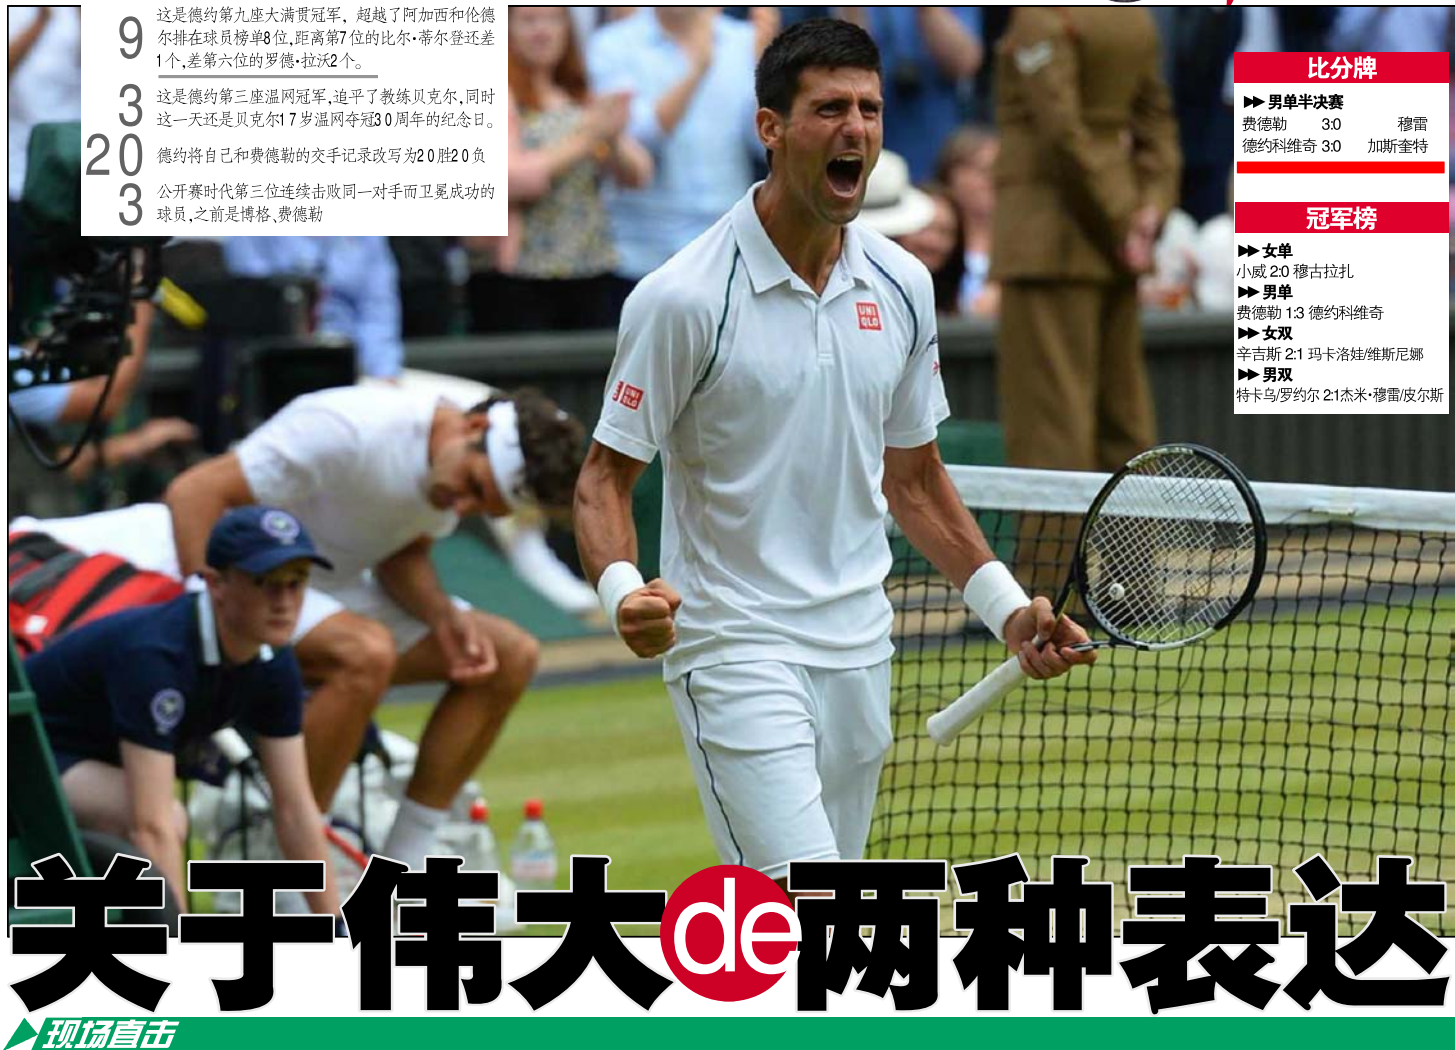 9
这是德约第九座大满贯冠军，超越了阿加西和伦德
尔排在球员榜单8位,距离第7位的比尔·蒂尔登还差
1个,差第六位的罗德·拉沃2个。
3
这是德约第三座温网冠军,追平了教练贝克尔,同时
这一天还是贝克尔17岁温网夺冠30周年的纪念日。
20
德约将自己和费德勒的交手记录改写为20胜20负
3
公开赛时代第三位连续击败同一对手而卫冕成功的
球员,之前是博格、费德勒
比分牌
▶▶男单半决赛
费德勒 3:0 穆雷
德约科维奇 3:0 加斯奎特
冠军榜
▶▶女单
小威 2:0 穆古拉扎
▶▶男单
费德勒 1:3 德约科维奇
▶▶女双
辛吉斯 2:1 玛卡洛娃/维斯尼娜
▶▶男双
特卡乌/罗约尔 2:1杰米·穆雷/皮尔斯
UNI
QLO
UNI
QLO
关于伟大de两种表达
现场直击